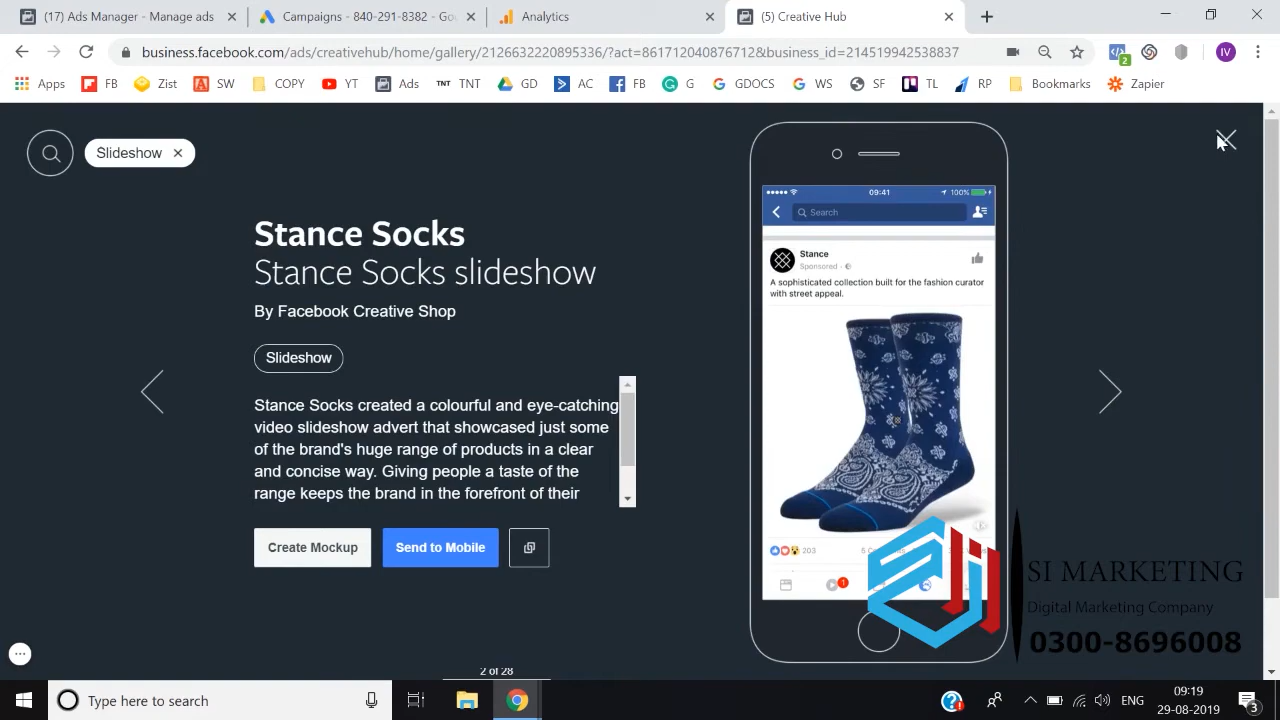 (17) Ads Manager - Manage ads
Campaigns - 840-291-8382 - Go
Analytics
(5) Creative Hub
business.facebook.com/ads/creativehub/home/gallery/2126632220895336/?act=861712040876712&business_id=214519942538837
2
IV
Apps
FB
Zist
SW
COPY
YT
Ads
TNT TNT
GD
AC
FB
G
GDOCS
WS
SF
TL
RP
Bookmarks
Zapier
Slideshow
Stance Socks
Stance Socks slideshow
By Facebook Creative Shop
Slideshow
Stance Socks created a colourful and eye-catching
video slideshow advert that showcased just some
of the brand's huge range of products in a clear
and concise way. Giving people a taste of the
range keeps the brand in the forefront of their
Create Mockup
Send to Mobile
2 of 28
09:41
100%
Search
Stance
Sponsored
A sophisticated collection built for the fashion curator
with street appeal.
203
1
SI MARKETING
Digital Marketing Company
0300-8696008
Type here to search
ENG
09:19
29-08-2019
3